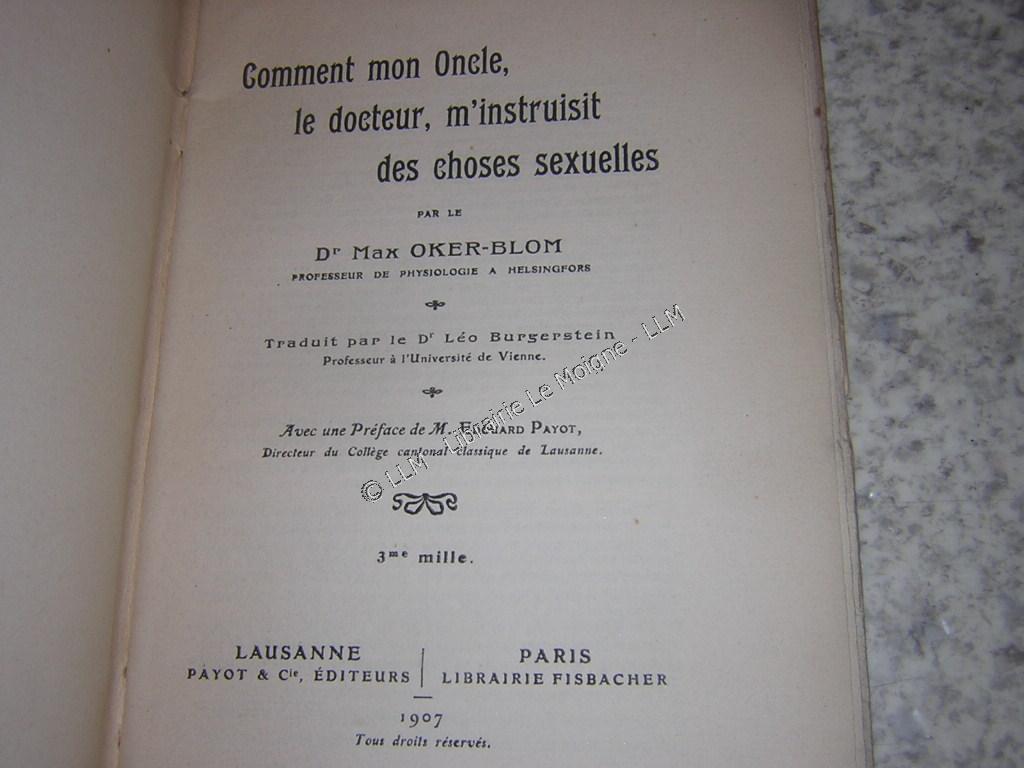 Comment mon Oncle,
le docteur, m'instruisit
des choses sexuelles
PAR LE
Dr Max OKER-BLOM
PROFESSEUR DE PHYSIOLOGIE A HELSINGFORS
Traduit par le Dr Léo Burgerstein
Professeur à l'Université de Vienne.
Avec une Préface de M. EDOUARD PAYOT,
Directeur du Collège cantonal classique de Lausanne.
© LLM - Librairie Le Moigne - LLM
3me mille.
LAUSANNE
PAYOT & Cie, ÉDITEURS
PARIS
LIBRAIRIE FISBACHER
1907
Tous droits réservés.